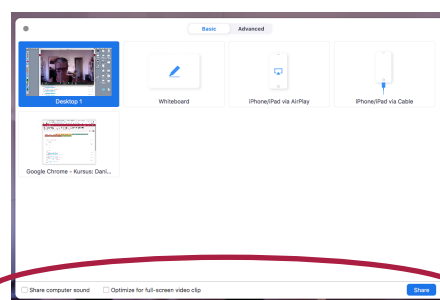 Basic Advanced
Desktop 1 Whiteboard iPhone/iPad via AirPlay iPhone/iPad via Cable
Google Chrome - Kursus: Dani...
Share computer sound Optimize for full-screen video clip Share